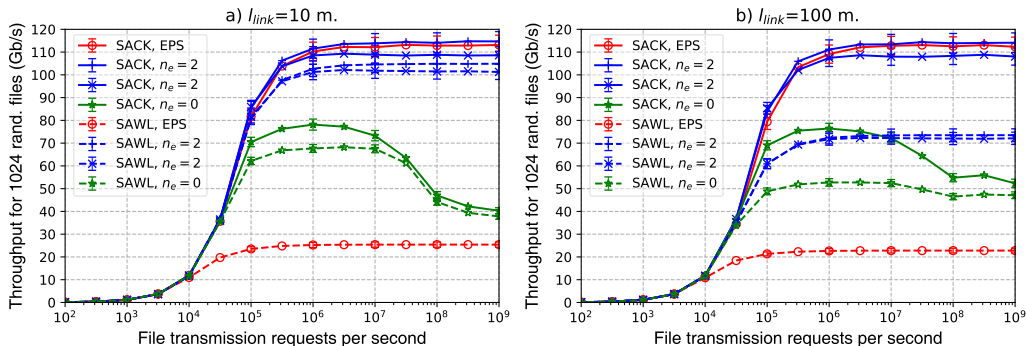 a) l_link=10 m.
Throughput for 1024 rand. files (Gb/s)
120
110
100
90
80
70
60
50
40
30
20
10
0
SACK, EPS
SACK, n_e = 2
SACK, n_e = 2
SACK, n_e = 0
SAWL, EPS
SAWL, n_e = 2
SAWL, n_e = 2
SAWL, n_e = 0
10^2 10^3 10^4 10^5 10^6 10^7 10^8 10^9
File transmission requests per second
b) l_link=100 m.
Throughput for 1024 rand. files (Gb/s)
120
110
100
90
80
70
60
50
40
30
20
10
0
SACK, EPS
SACK, n_e = 2
SACK, n_e = 2
SACK, n_e = 0
SAWL, EPS
SAWL, n_e = 2
SAWL, n_e = 2
SAWL, n_e = 0
10^2 10^3 10^4 10^5 10^6 10^7 10^8 10^9
File transmission requests per second